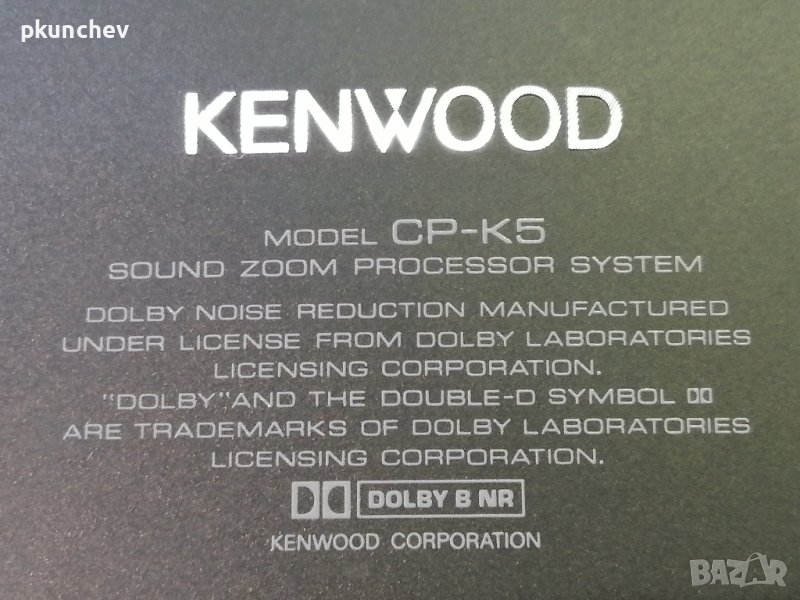 pkunchev
KENWOOD
MODEL CP-K5
SOUND ZOOM PROCESSOR SYSTEM
DOLBY NOISE REDUCTION MANUFACTURED
UNDER LICENSE FROM DOLBY LABORATORIES
LICENSING CORPORATION.
"DOLBY"AND THE DOUBLE-D SYMBOL
ARE TRADEMARKS OF DOLBY LABORATORIES
LICENSING CORPORATION.
DOLBY B NR
KENWOOD CORPORATION
BAZAR